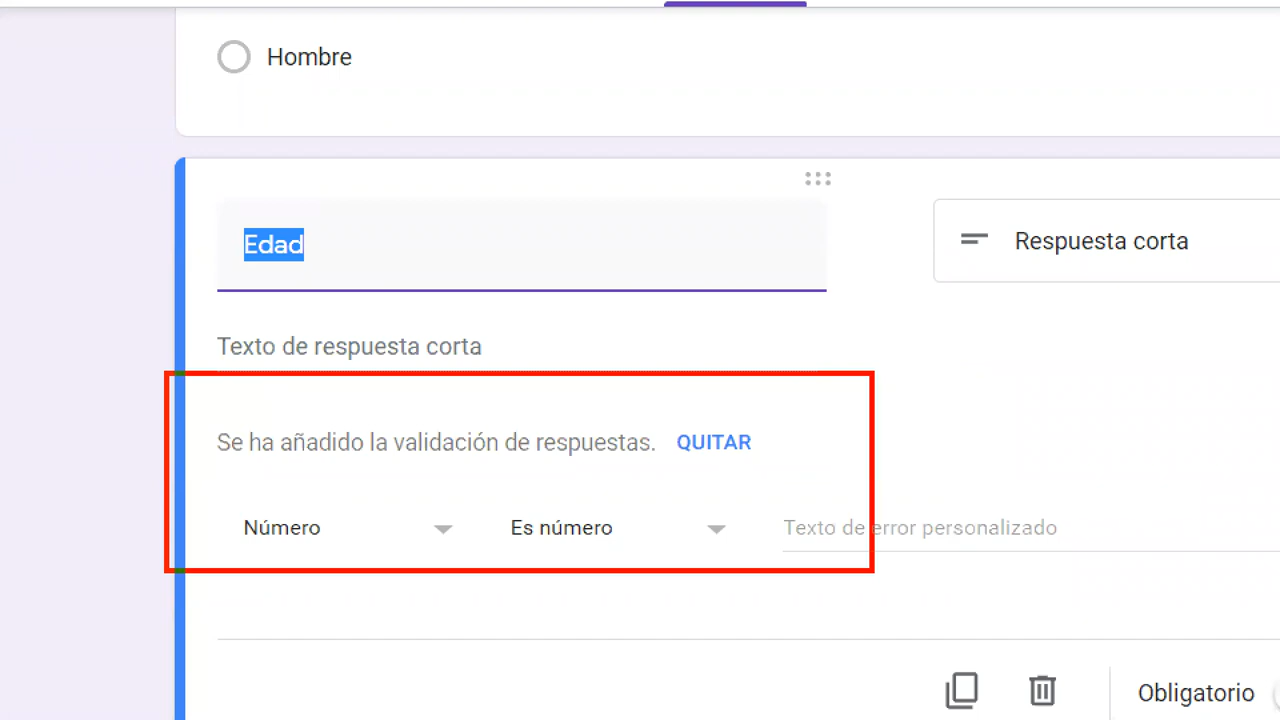 Hombre
Edad
Respuesta corta
Texto de respuesta corta
Se ha añadido la validación de respuestas. QUITAR
Número Es número Texto de error personalizado
Obligatorio